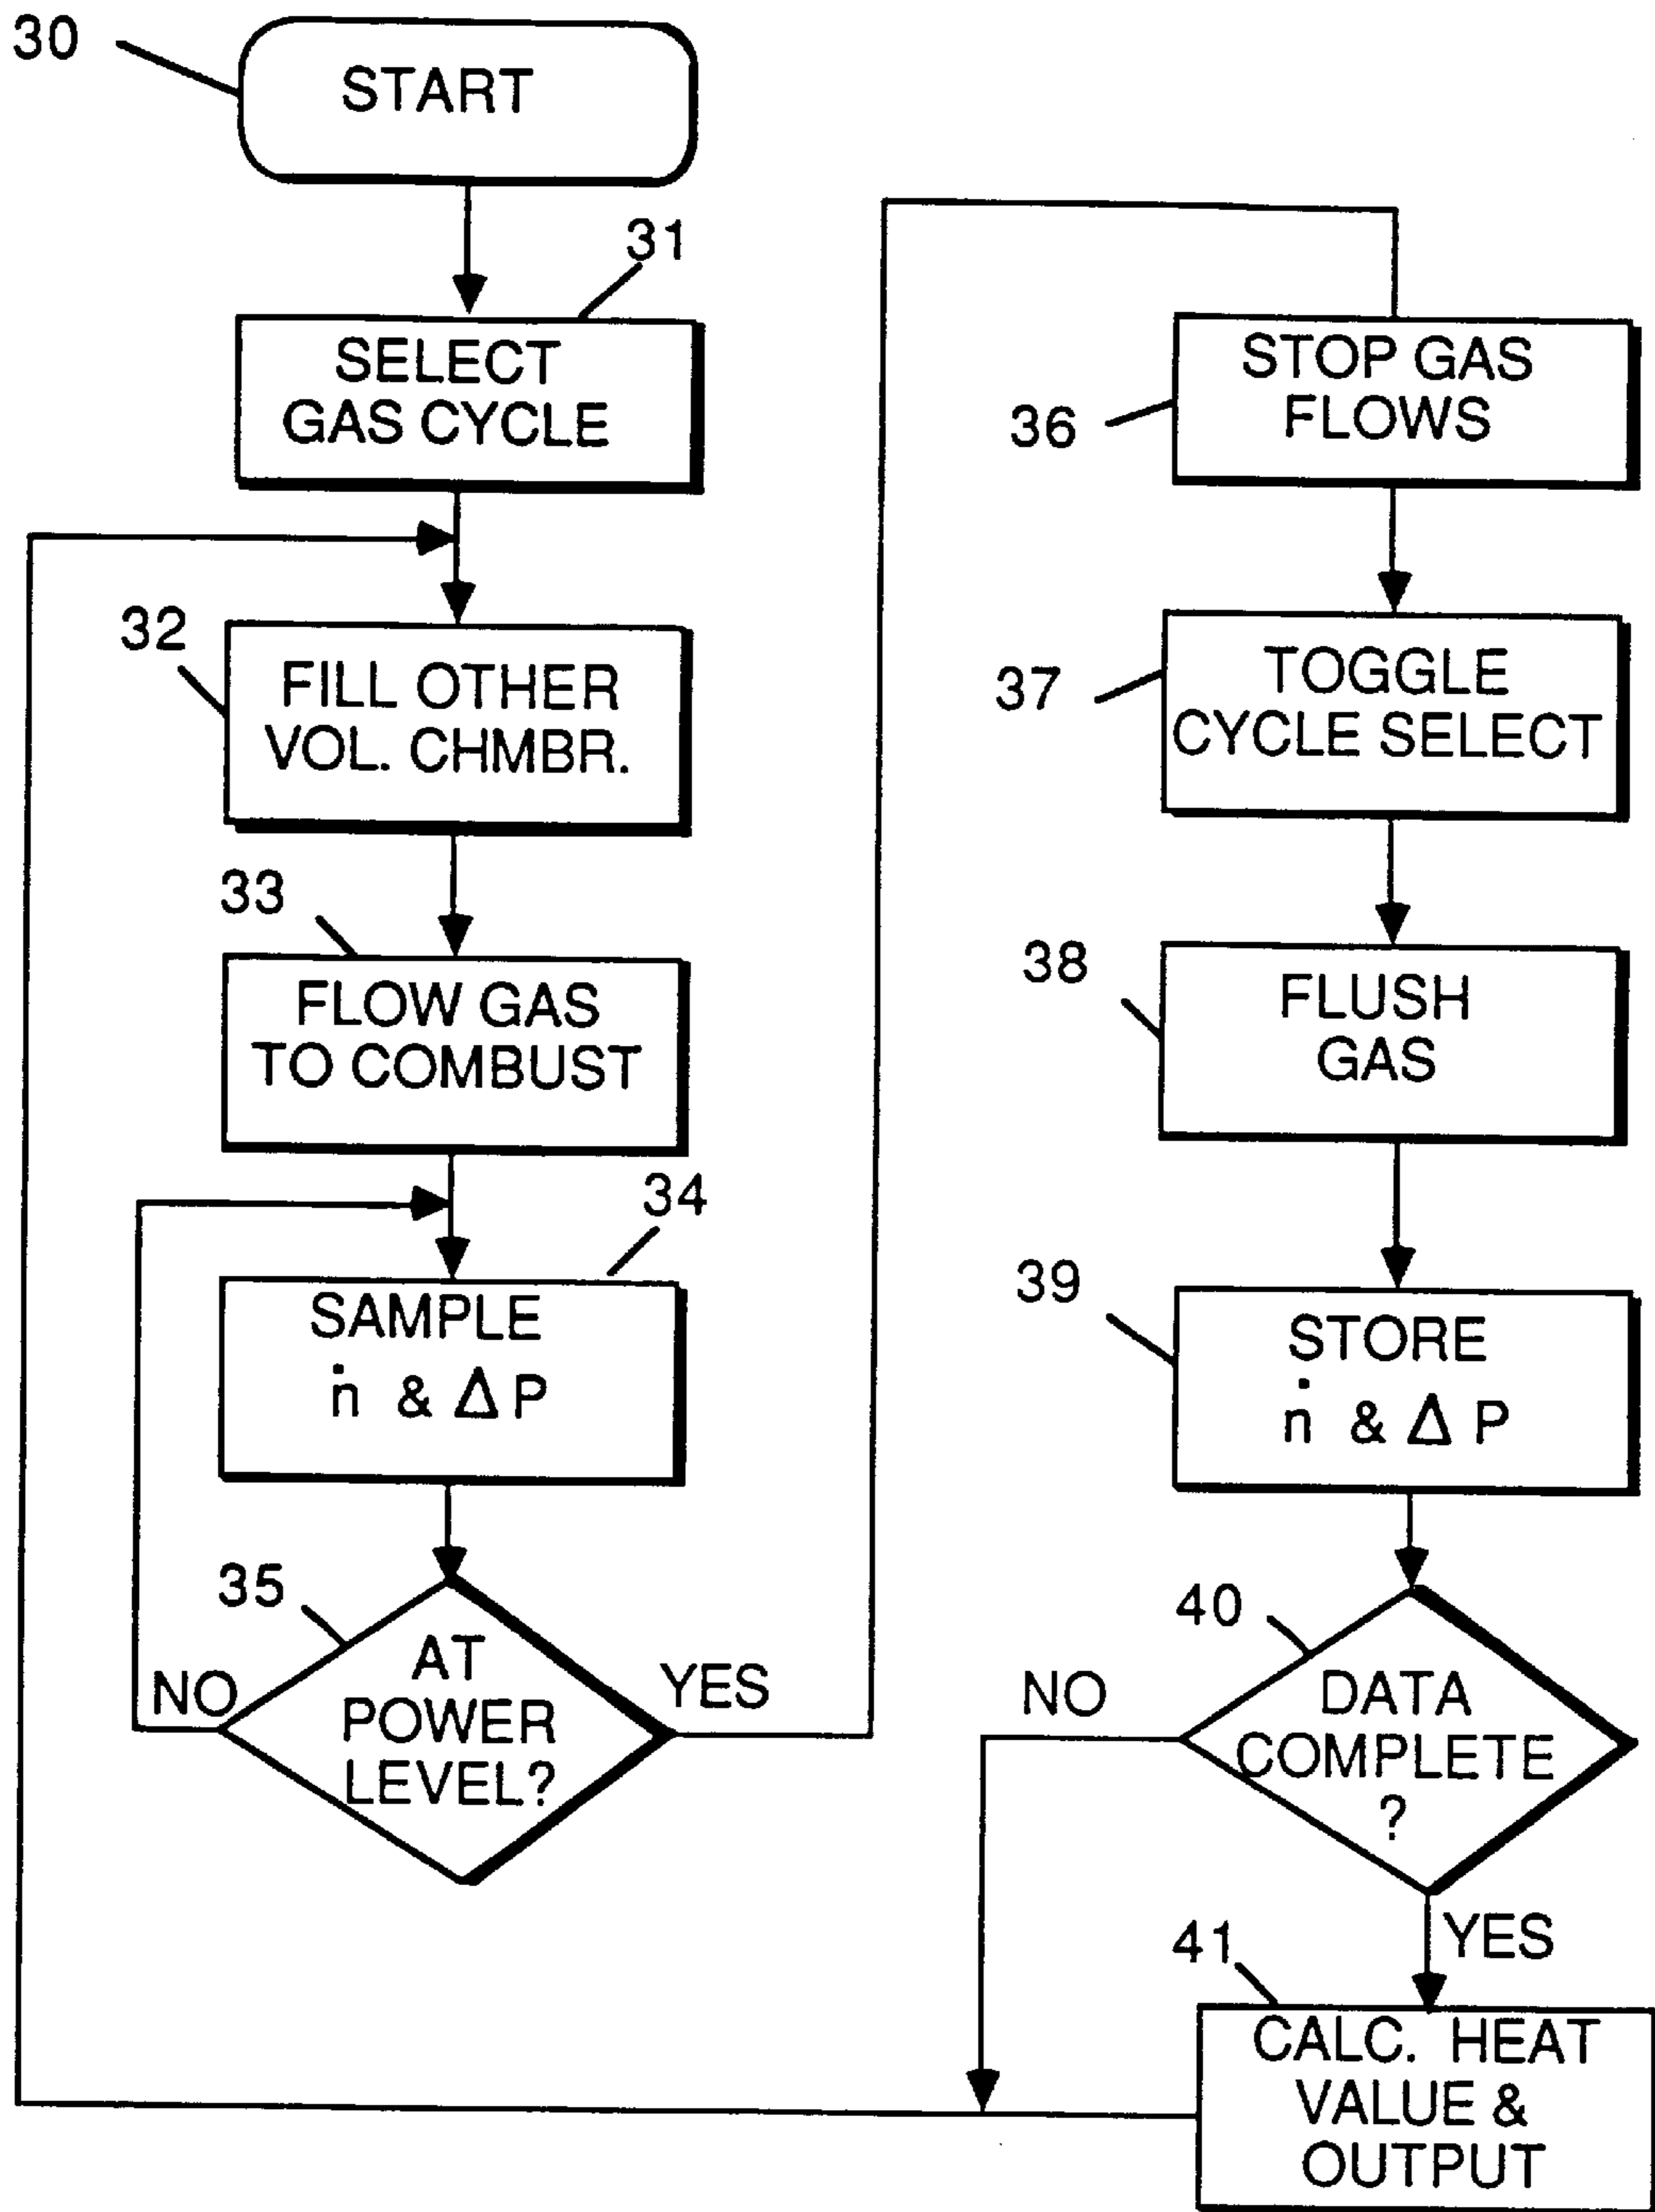 30
START
31
SELECT
GAS CYCLE
32
FILL OTHER
VOL. CHMBR.
33
FLOW GAS
TO COMBUST
34
SAMPLE
ṅ & Δ P
35
AT
POWER
LEVEL?
NO
YES
36
STOP GAS
FLOWS
37
TOGGLE
CYCLE SELECT
38
FLUSH
GAS
39
STORE
ṅ & Δ P
40
DATA
COMPLETE
?
NO
YES
41
CALC. HEAT
VALUE &
OUTPUT